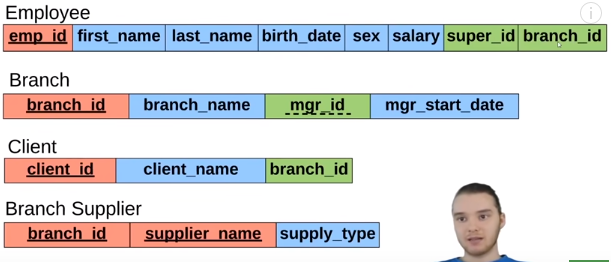 Employee
emp_id first_name last_name birth_date sex salary super_id branch_id
Branch
branch_id branch_name mgr_id mgr_start_date
Client
client_id client_name branch_id
Branch Supplier
branch_id supplier_name supply_type